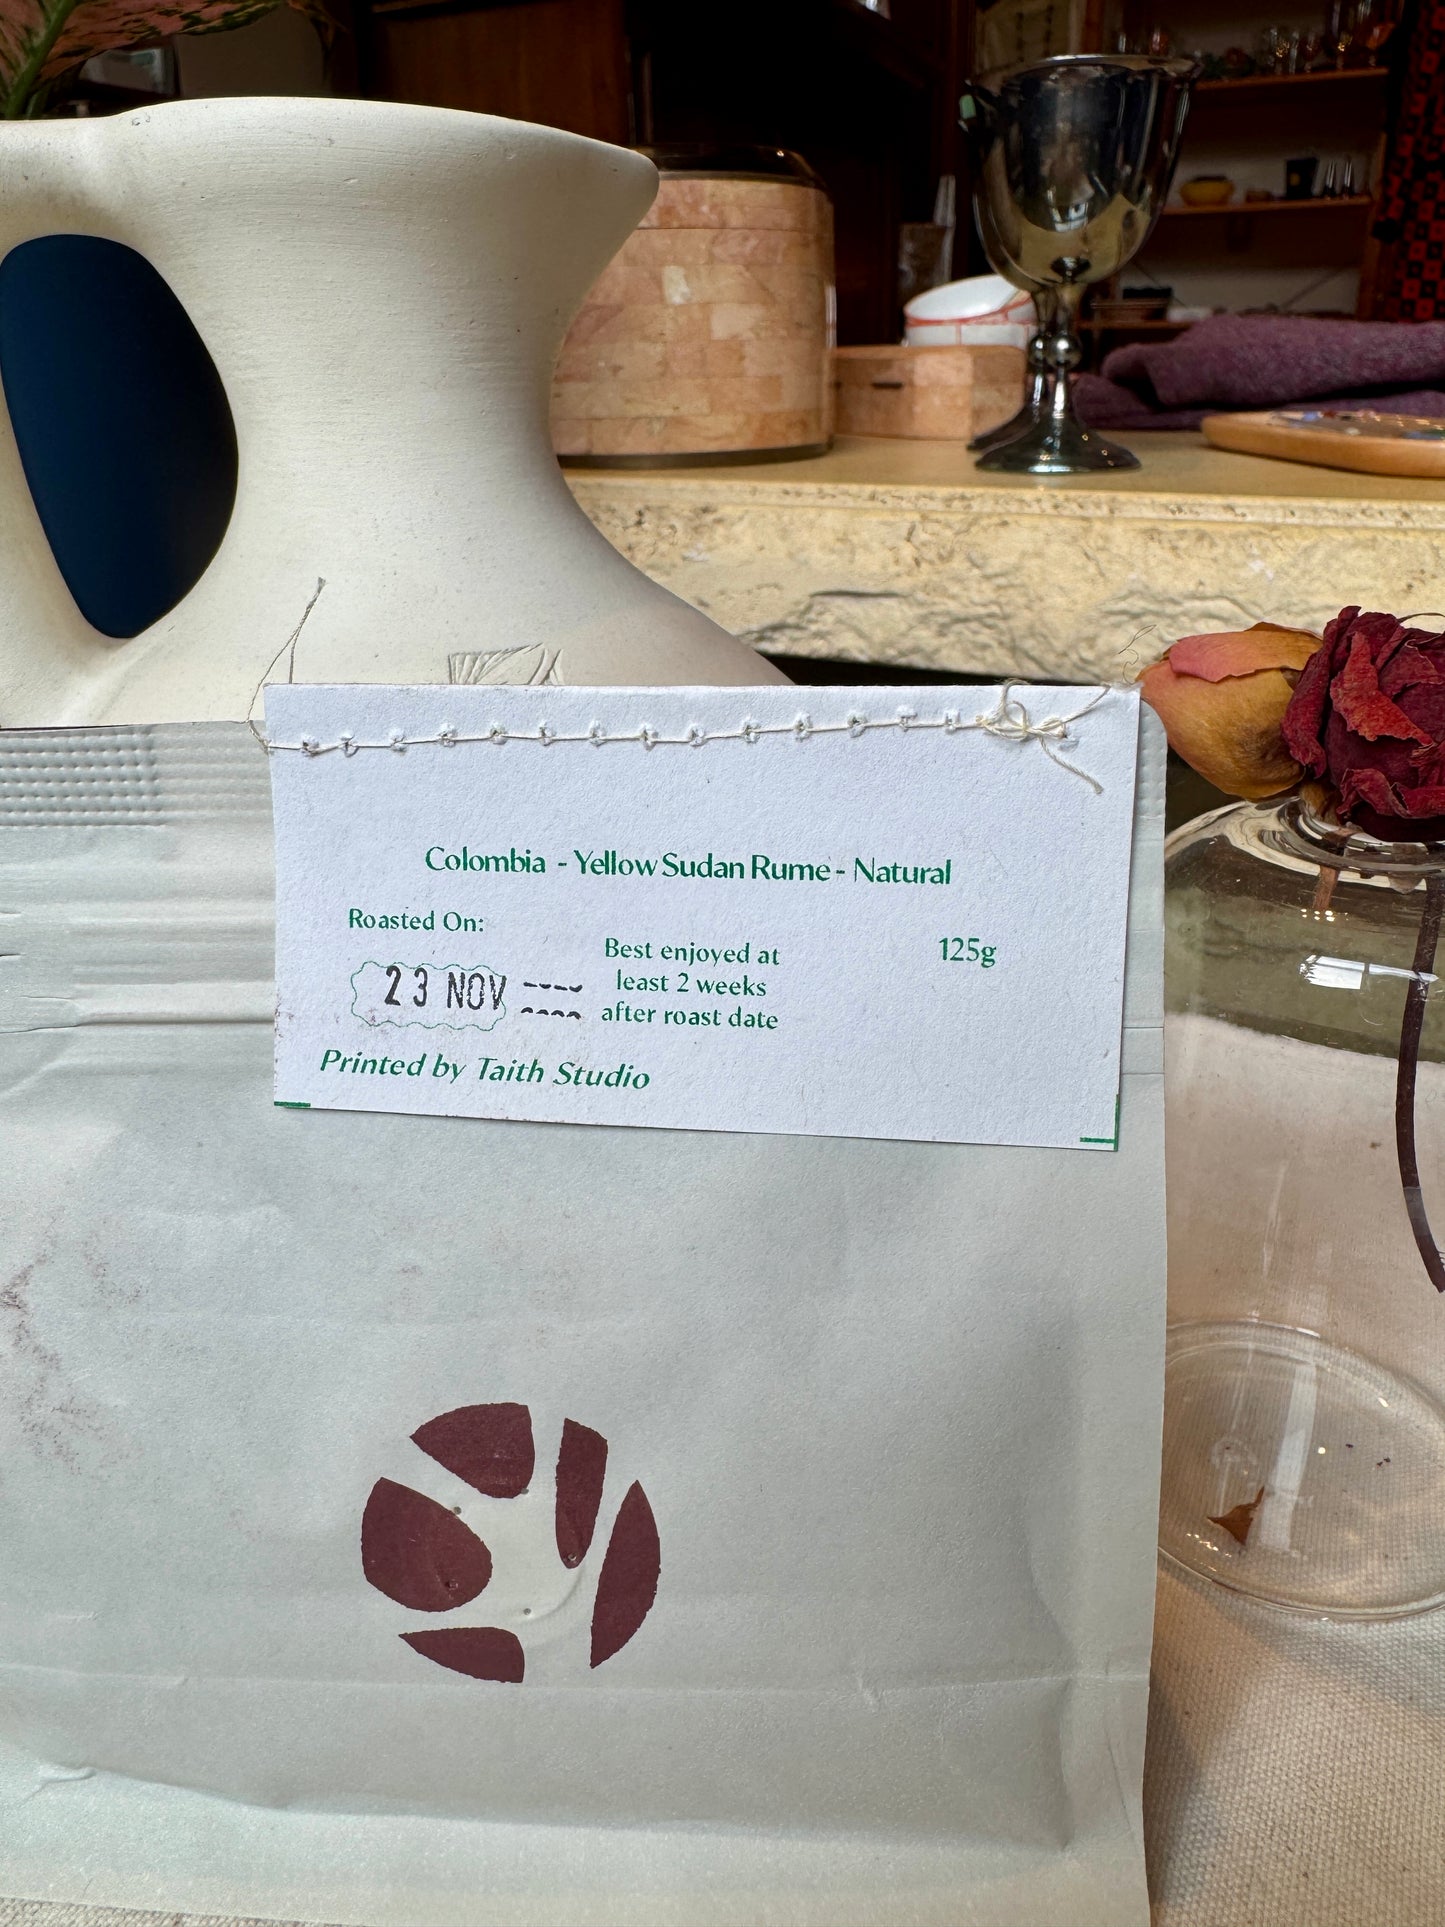 Colombia - Yellow Sudan Rume - Natural
Roasted On:
23 NOV
Best enjoyed at
least 2 weeks
after roast date
125g
Printed by Taith Studio